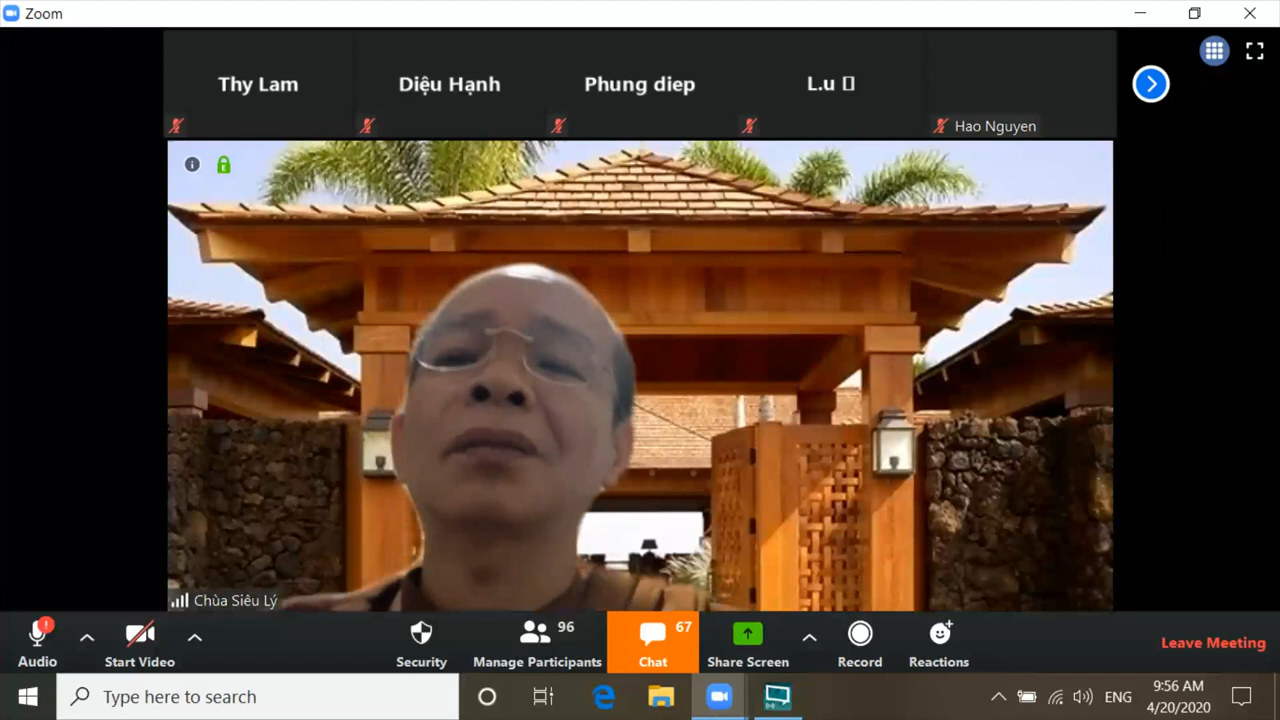 Zoom
Thy Lam
Diệu Hạnh
Phung diep
L.u
Hao Nguyen
Chùa Siêu Lý
Audio
Start Video
Security
96
Manage Participants
67
Chat
Share Screen
Record
Reactions
Leave Meeting
Type here to search
ENG
9:56 AM
4/20/2020